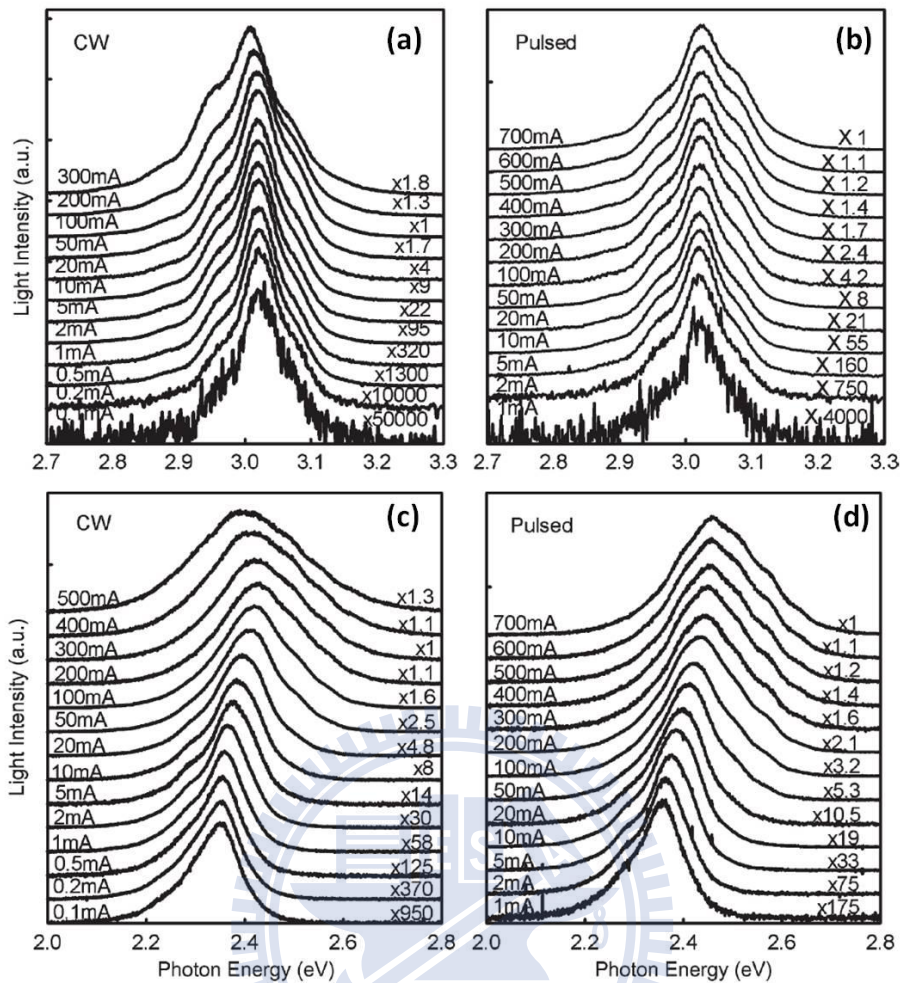 CW
(a)
300mA
x1.8
200mA
x1.3
100mA
x1
50mA
x1.7
20mA
x4
10mA
x9
5mA
x22
2mA
x95
1mA
x320
0.5mA
x1300
0.2mA
x10000
x50000
2.7 2.8 2.9 3.0 3.1 3.2 3.3
Light Intensity (a.u.)
Pulsed
(b)
700mA
X 1
600mA
X 1.1
500mA
X 1.2
400mA
X 1.4
300mA
X 1.7
200mA
X 2.4
100mA
X 4.2
50mA
X 8
20mA
X 21
10mA
X 55
5mA
X 160
2mA
X 750
1mA
X 4000
2.7 2.8 2.9 3.0 3.1 3.2 3.3
CW
(c)
500mA
x1.3
400mA
x1.1
300mA
x1
200mA
x1.1
100mA
x1.6
50mA
x2.5
20mA
x4.8
10mA
x8
5mA
x14
2mA
x30
1mA
x58
0.5mA
x125
0.2mA
x370
0.1mA
x950
2.0 2.2 2.4 2.6 2.8
Photon Energy (eV)
Light Intensity (a.u.)
Pulsed
(d)
700mA
x1
600mA
x1.1
500mA
x1.2
400mA
x1.4
300mA
x1.6
200mA
x2.1
100mA
x3.2
50mA
x5.3
20mA
x10.5
10mA
x19
5mA
x33
2mA
x75
1mA
x175
2.0 2.2 2.4 2.6 2.8
Photon Energy (eV)